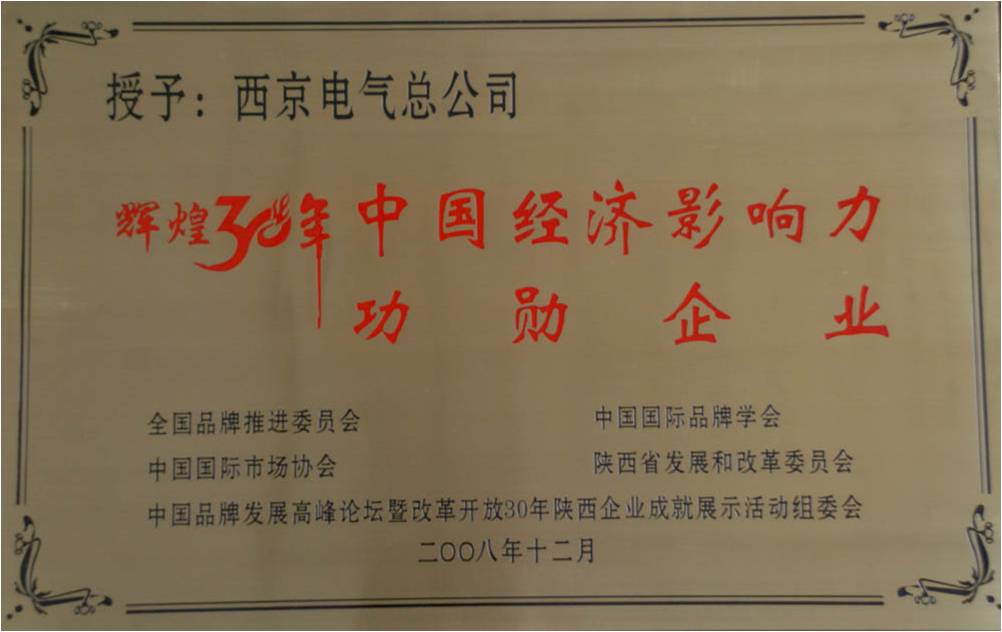 授予：西京电气总公司
辉煌30年中国经济影响力
功勋企业
全国品牌推进委员会 中国国际品牌学会
中国国际市场协会 陕西省发展和改革委员会
中国品牌发展高峰论坛暨改革开放30年陕西企业成就展示活动组委会
二〇〇八年十二月